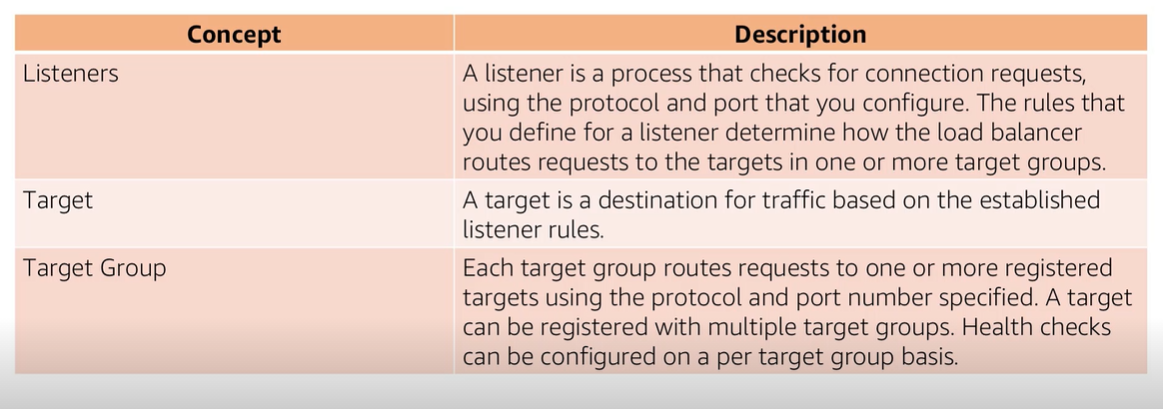 Concept
Description
Listeners
A listener is a process that checks for connection requests,
using the protocol and port that you configure. The rules that
you define for a listener determine how the load balancer
routes requests to the targets in one or more target groups.
Target
A target is a destination for traffic based on the established
listener rules.
Target Group
Each target group routes requests to one or more registered
targets using the protocol and port number specified. A target
can be registered with multiple target groups. Health checks
can be configured on a per target group basis.